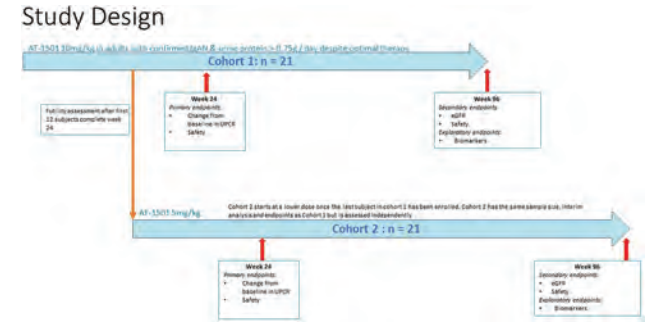 Study Design
AT-1501 10mg/kg in adults with confirmed IgAN & urine protein > 0.75g / day despite optimal therapy
Cohort 1: n = 21
Futility assessment after first
12 subjects complete week
24
Week 24
Primary endpoints:
• Change from
baseline in UPCR
• Safety
Week 96
Secondary endpoints:
• eGFR
• Safety
Exploratory endpoints:
• Biomarkers
AT-1501 5mg/kg
Cohort 2 starts at a lower dose once the last subject in cohort 1 has been enrolled. Cohort 2 has the same sample size, interim
analysis and endpoints as Cohort 1 but is assessed independently
Cohort 2 : n = 21
Week 24
Primary endpoints:
• Change from
baseline in UPCR
• Safety
Week 96
Secondary endpoints:
• eGFR
• Safety
Exploratory endpoints:
• Biomarkers